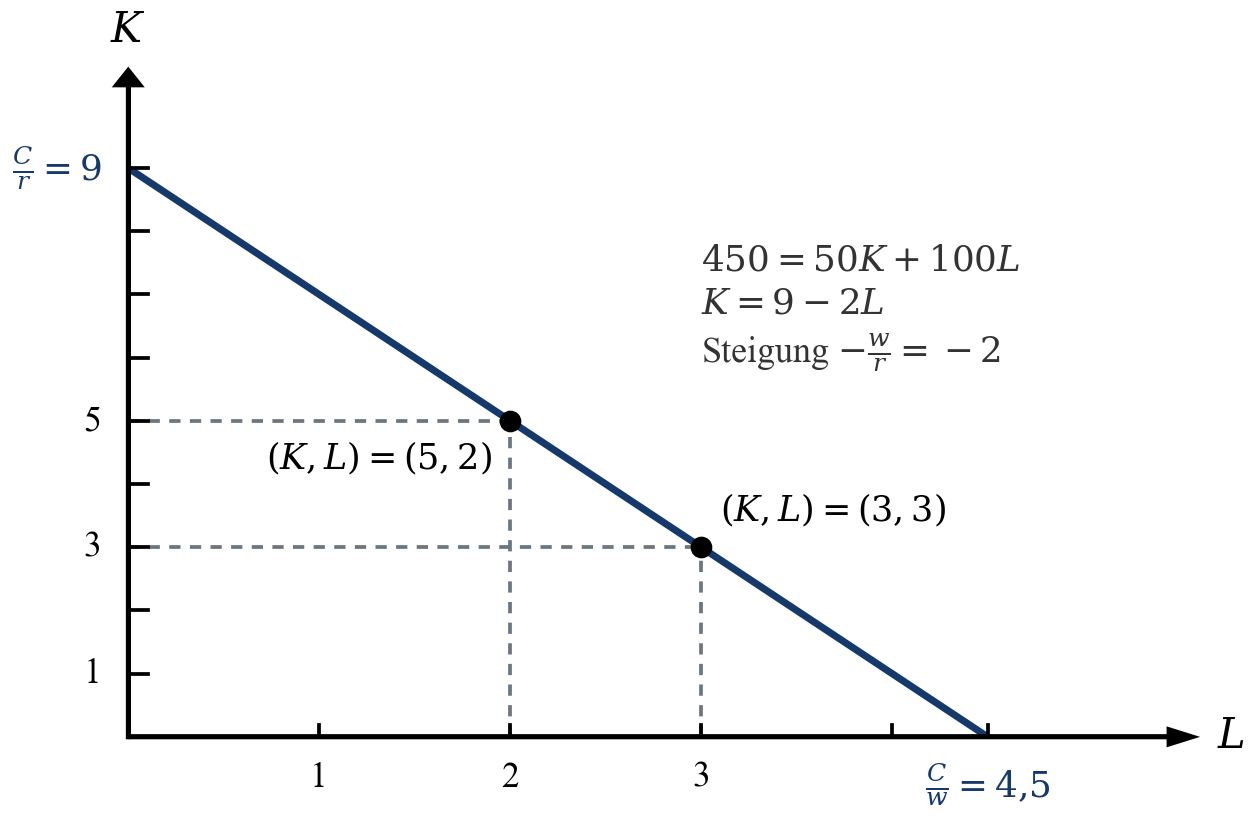 K
C/r = 9
450 = 50K + 100L
K = 9 − 2L
Steigung −w/r = −2
5
(K, L) = (5, 2)
(K, L) = (3, 3)
3
1
L
1 2 3
C/w = 4,5